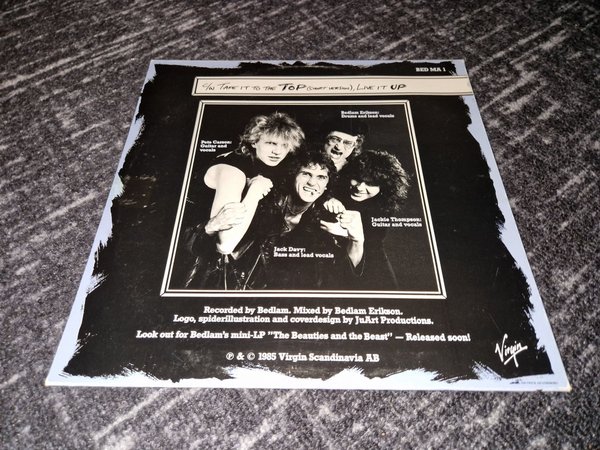 BED MA 1
C/W TAKE IT TO THE TOP (SHORT VERSION), LIVE IT UP
Bedlam Erikson:
Drums and lead vocals
Pete Carson:
Guitar and
vocals
Jackie Thompson:
Guitar and vocals
Jack Davy:
Bass and lead vocals
Recorded by Bedlam. Mixed by Bedlam Erikson.
Logo, spiderillustration and coverdesign by JuArt Productions.
Look out for Bedlam's mini-LP "The Beauties and the Beast" — Released soon!
℗ & © 1985 Virgin Scandinavia AB
Virgin